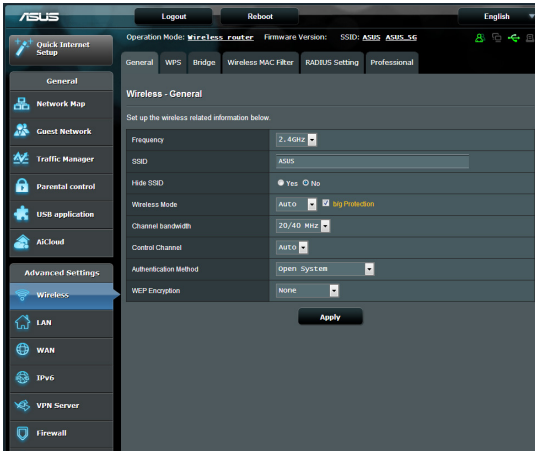 ASUS
Logout Reboot English
Quick Internet Setup
Operation Mode: Wireless router Firmware Version: SSID: ASUS ASUS_5G
General
Network Map
Guest Network
Traffic Manager
Parental control
USB application
AiCloud
Advanced Settings
Wireless
LAN
WAN
IPv6
VPN Server
Firewall
General WPS Bridge Wireless MAC Filter RADIUS Setting Professional
Wireless - General
Set up the wireless related information below.
Frequency 2.4GHz
SSID ASUS
Hide SSID Yes No
Wireless Mode Auto b/g Protection
Channel bandwidth 20/40 MHz
Control Channel Auto
Authentication Method Open System
WEP Encryption None
Apply